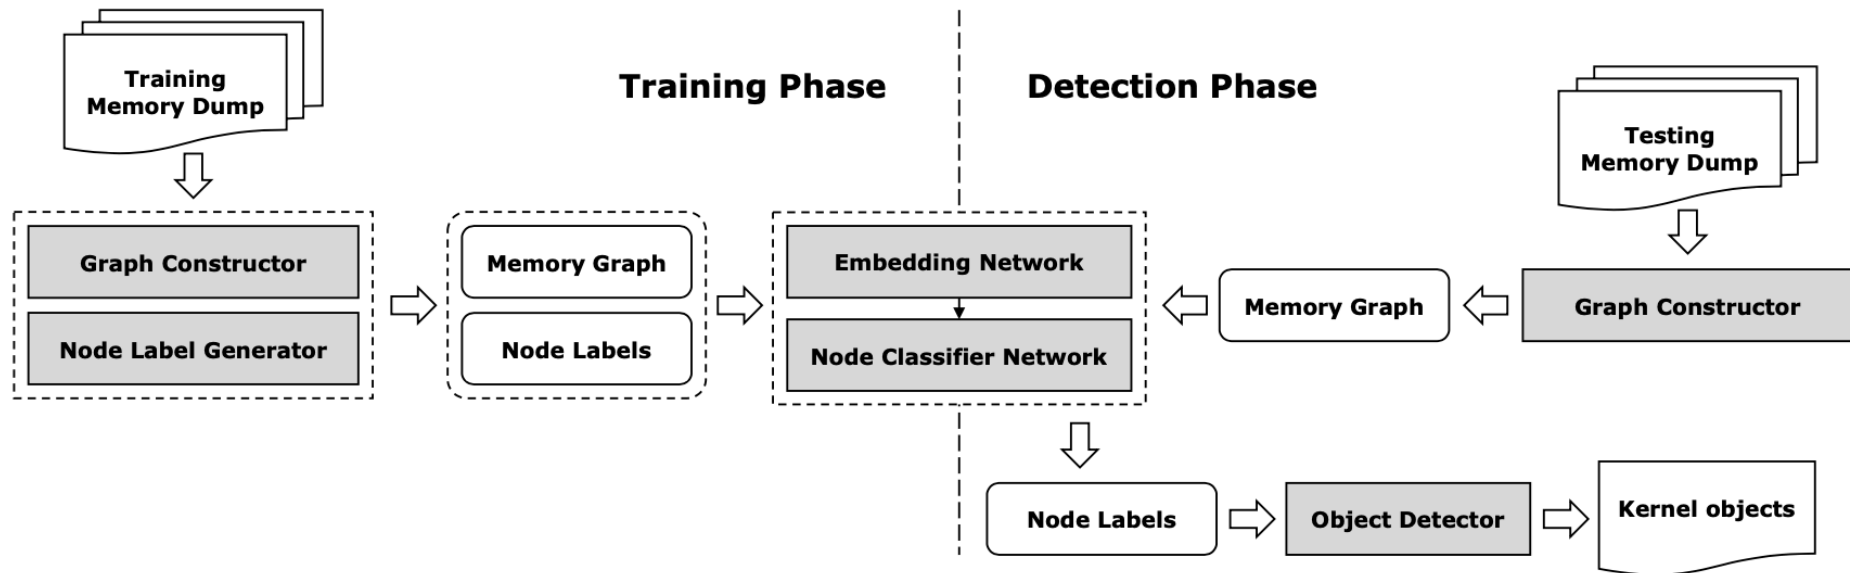 Training
Memory Dump
Training Phase
Detection Phase
Testing
Memory Dump
Graph Constructor
Node Label Generator
Memory Graph
Node Labels
Embedding Network
Node Classifier Network
Memory Graph
Graph Constructor
Node Labels
Object Detector
Kernel objects